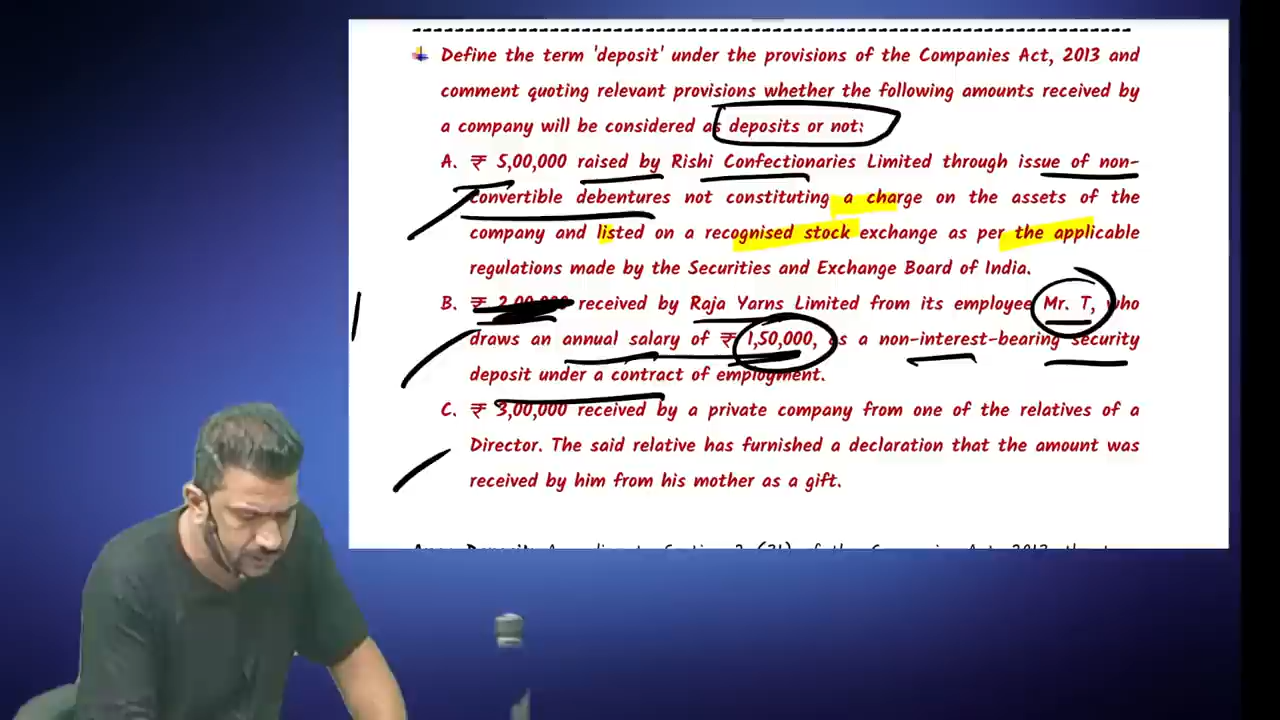 Define the term 'deposit' under the provisions of the Companies Act, 2013 and
comment quoting relevant provisions whether the following amounts received by
a company will be considered as deposits or not:
A. ₹ 5,00,000 raised by Rishi Confectionaries Limited through issue of non-
convertible debentures not constituting a charge on the assets of the
company and listed on a recognised stock exchange as per the applicable
regulations made by the Securities and Exchange Board of India.
B. ₹ 2,00,000 received by Raja Yarns Limited from its employee Mr. T, who
draws an annual salary of ₹ 1,50,000, as a non-interest-bearing security
deposit under a contract of employment.
C. ₹ 3,00,000 received by a private company from one of the relatives of a
Director. The said relative has furnished a declaration that the amount was
received by him from his mother as a gift.